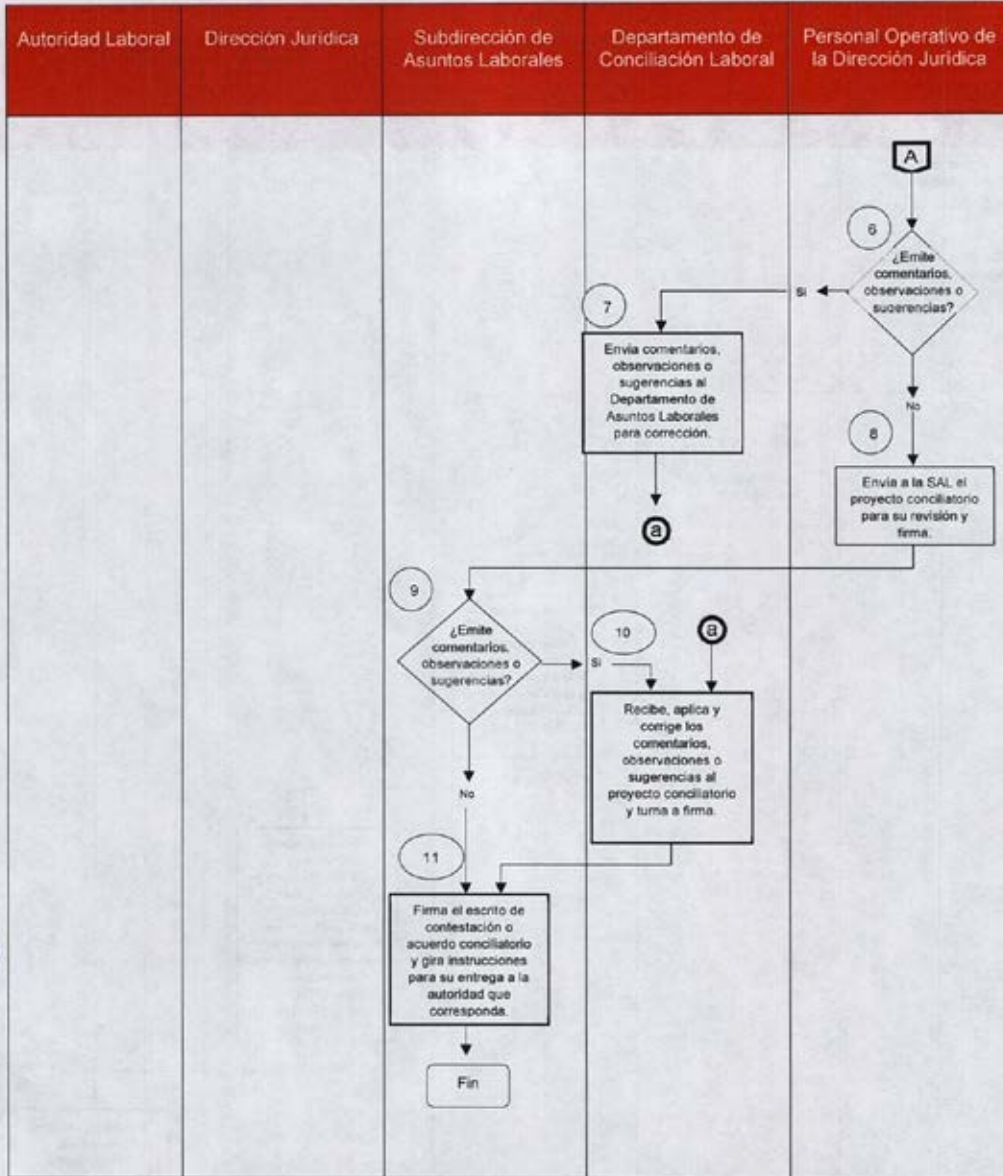 Autoridad Laboral
Dirección Jurídica
Subdirección de
Asuntos Laborales
Departamento de
Conciliación Laboral
Personal Operativo de
la Dirección Jurídica
A
6
¿Emite
comentarios,
observaciones o
sugerencias?
Si
7
Envía comentarios,
observaciones o
sugerencias al
Departamento de
Asuntos Laborales
para corrección.
No
8
Envía a la SAL el
proyecto conciliatorio
para su revisión y
firma.
a
9
¿Emite
comentarios,
observaciones o
sugerencias?
Si
10
a
Recibe, aplica y
corrige los
comentarios,
observaciones o
sugerencias al
proyecto conciliatorio
y turna a firma.
No
11
Firma el escrito de
contestación o
acuerdo conciliatorio
y gira instrucciones
para su entrega a la
autoridad que
corresponda.
Fin